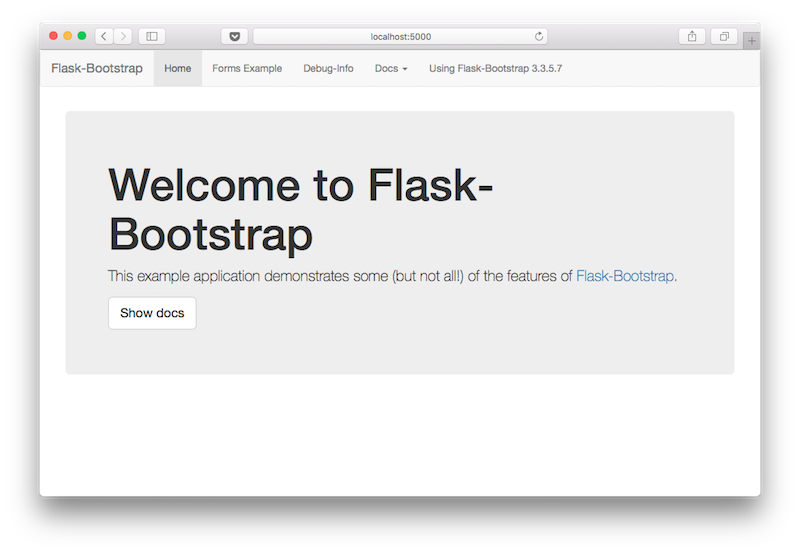 localhost:5000
Flask-Bootstrap Home Forms Example Debug-Info Docs Using Flask-Bootstrap 3.3.5.7
Welcome to Flask-
Bootstrap
This example application demonstrates some (but not all!) of the features of Flask-Bootstrap.
Show docs